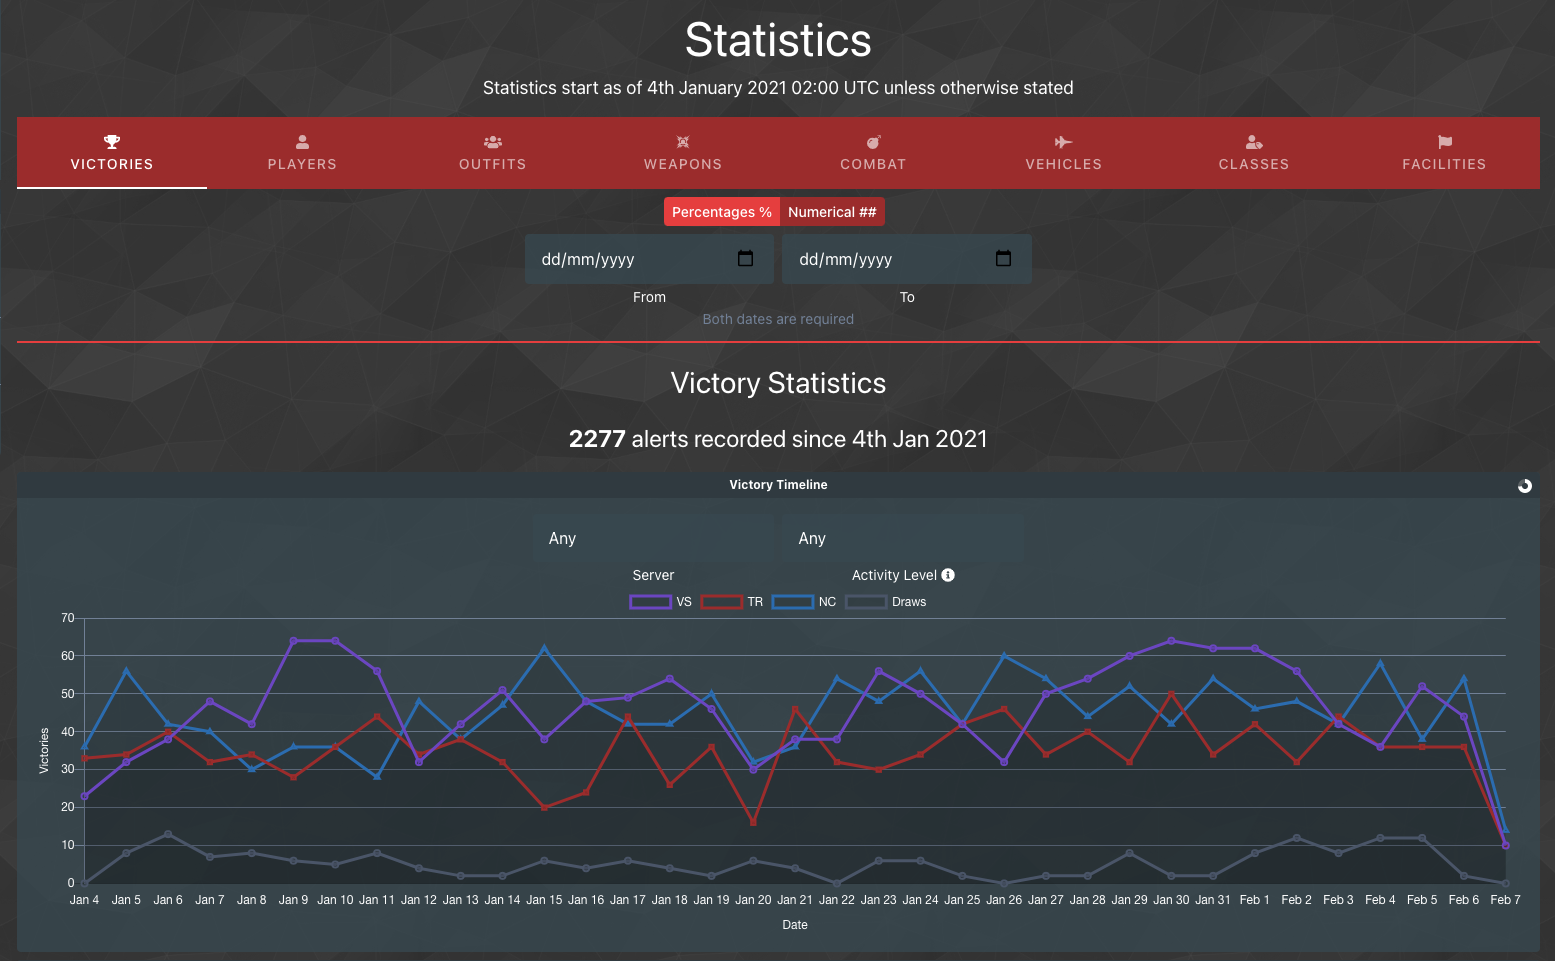 Statistics
Statistics start as of 4th January 2021 02:00 UTC unless otherwise stated
VICTORIES PLAYERS OUTFITS WEAPONS COMBAT VEHICLES CLASSES FACILITIES
Percentages % Numerical ##
dd/mm/yyyy dd/mm/yyyy
From To
Both dates are required
Victory Statistics
2277 alerts recorded since 4th Jan 2021
Victory Timeline
Any Any
Server Activity Level
VS TR NC Draws
70
60
50
40
30
20
10
0
Victories
Jan 4 Jan 5 Jan 6 Jan 7 Jan 8 Jan 9 Jan 10 Jan 11 Jan 12 Jan 13 Jan 14 Jan 15 Jan 16 Jan 17 Jan 18 Jan 19 Jan 20 Jan 21 Jan 22 Jan 23 Jan 24 Jan 25 Jan 26 Jan 27 Jan 28 Jan 29 Jan 30 Jan 31 Feb 1 Feb 2 Feb 3 Feb 4 Feb 5 Feb 6 Feb 7
Date